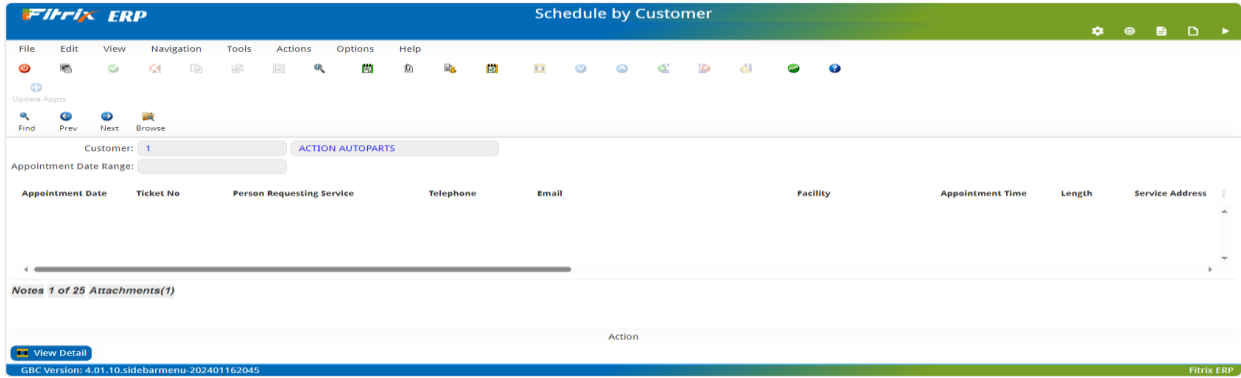 Fitrix ERP
Schedule by Customer
File Edit View Navigation Tools Actions Options Help
Update Appts
Find Prev Next Browse
Customer: 1 ACTION AUTOPARTS
Appointment Date Range:
Appointment Date Ticket No Person Requesting Service Telephone Email Facility Appointment Time Length Service Address
Notes 1 of 25 Attachments(1)
Action
View Detail
GBC Version: 4.01.10.sidebarmenu-202401162045 Fitrix ERP